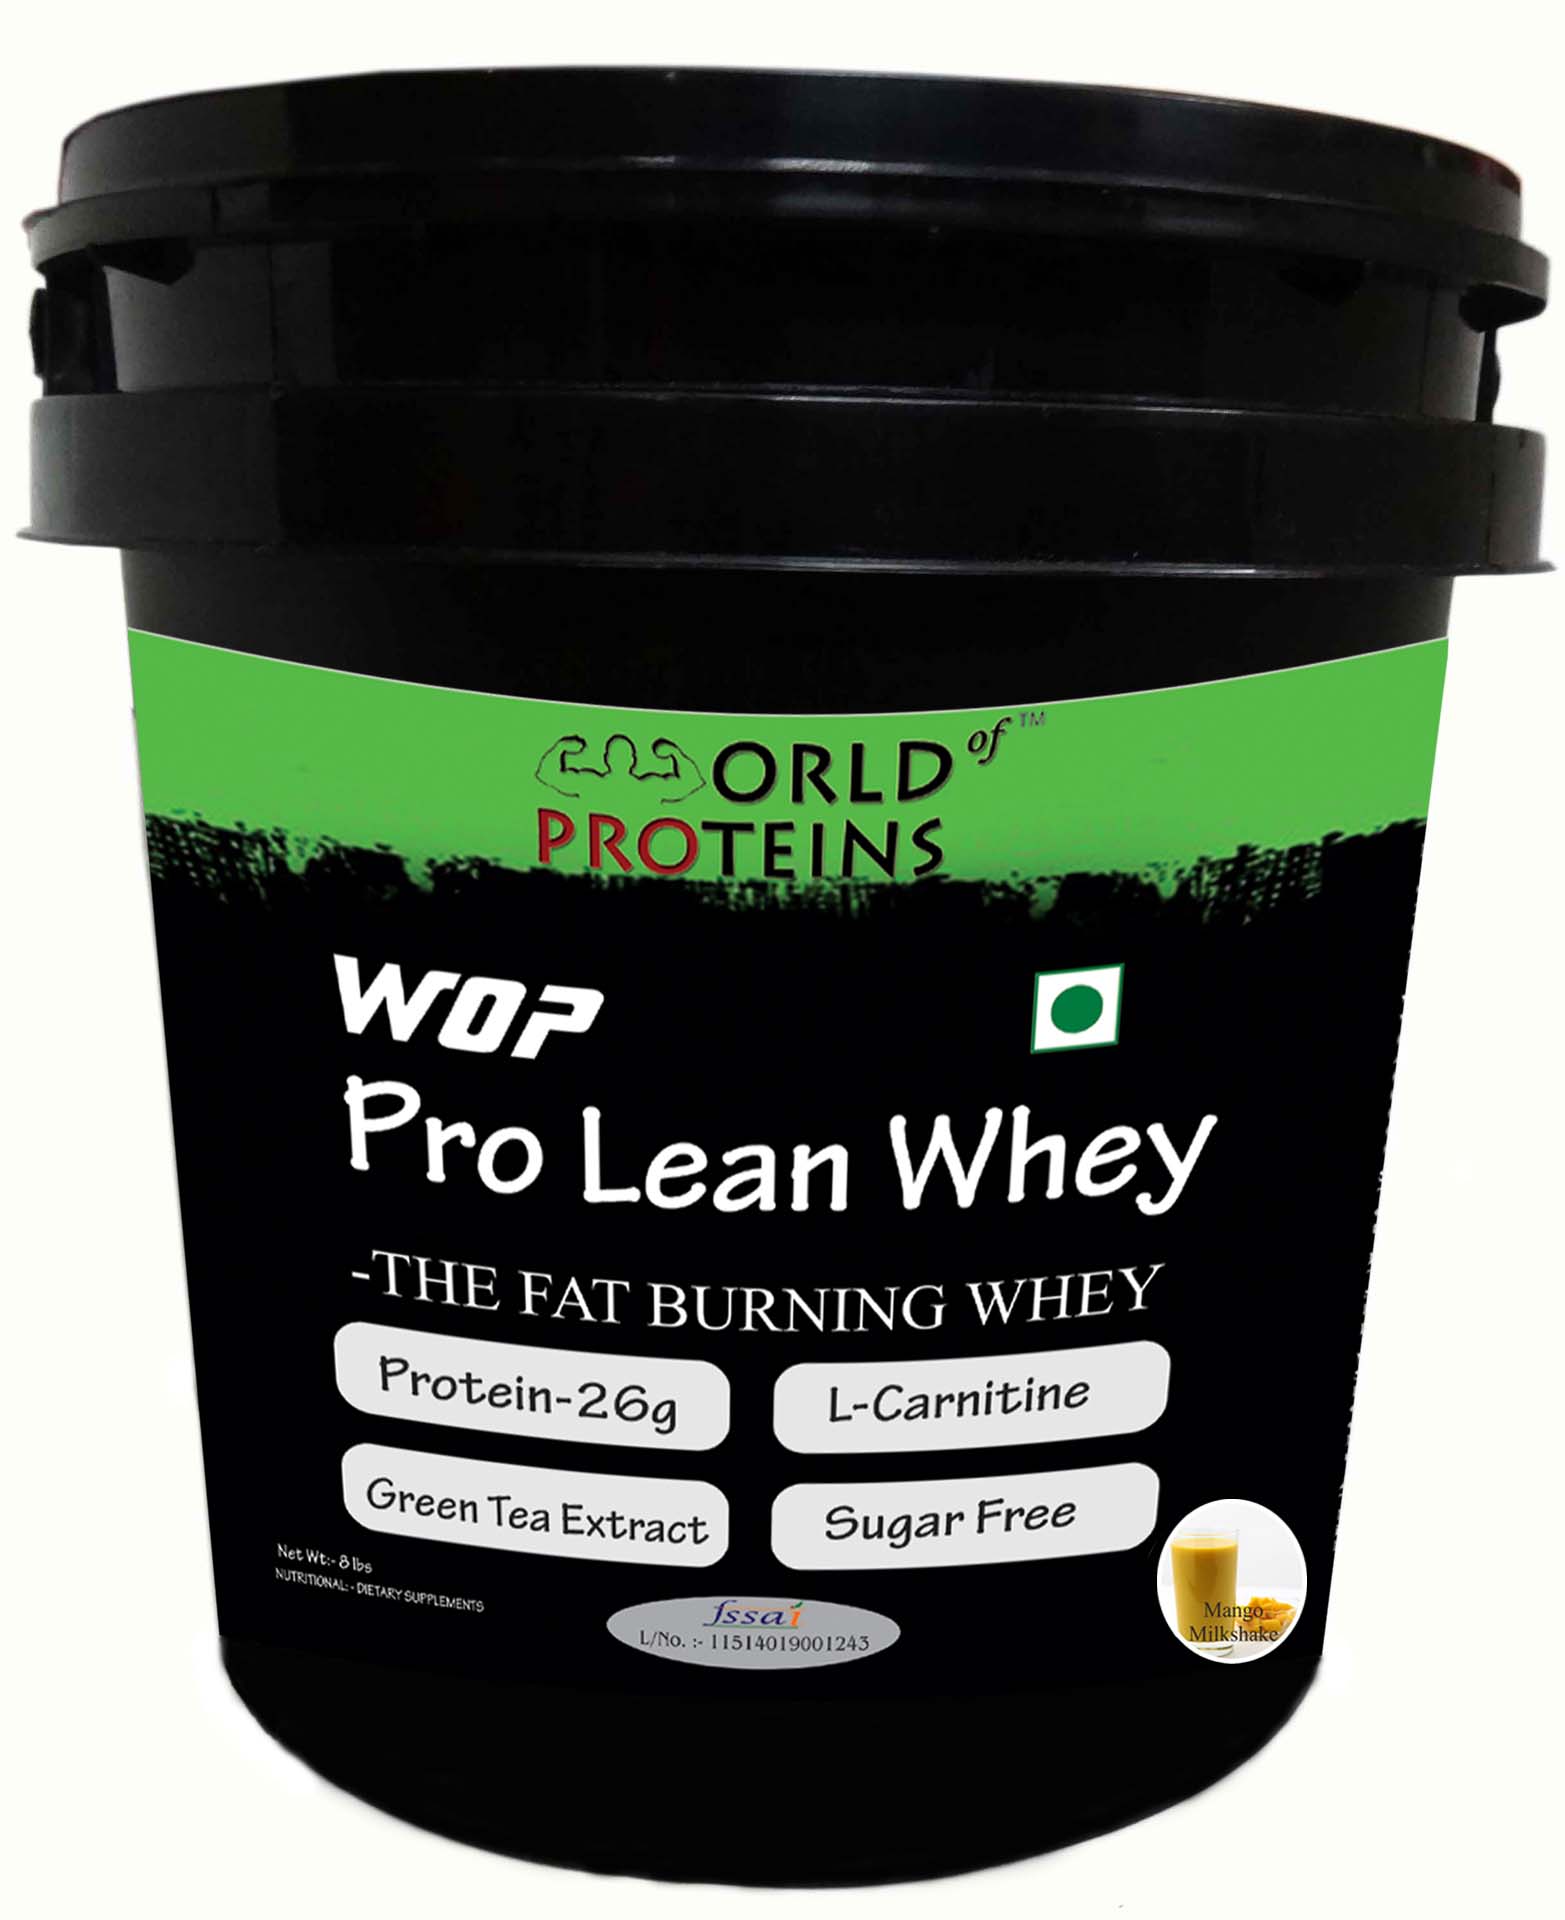 WORLD of ™
PROTEINS
WOP
Pro Lean Whey
-THE FAT BURNING WHEY
Protein-26g
L-Carnitine
Green Tea Extract
Sugar Free
Net Wt:- 8 lbs
NUTRITIONAL: - DIETARY SUPPLEMENTS
fssai
L/No. :- 11514019001243
Mango
Milkshake